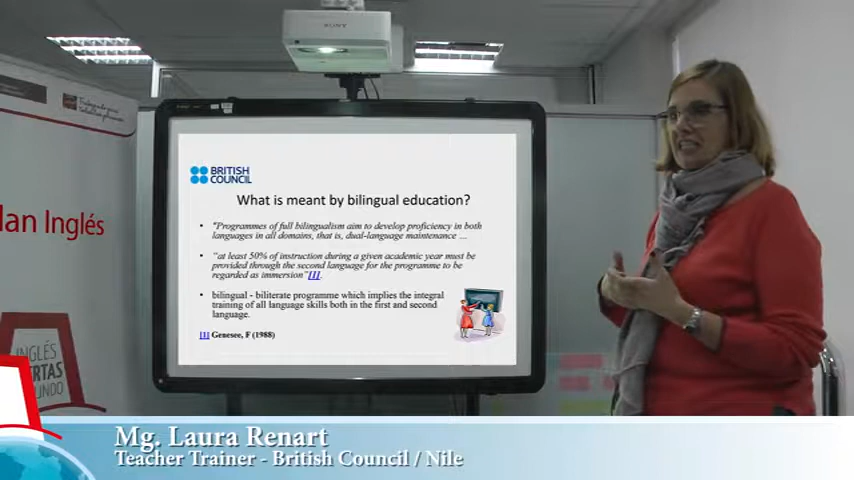 SONY
lan Inglés
INGLÉS
ERTAS
UNDO
BRITISH
COUNCIL
What is meant by bilingual education?
• "Programmes of full bilingualism aim to develop proficiency in both
languages in all domains, that is, dual-language maintenance ...
• "at least 50% of instruction during a given academic year must be
provided through the second language for the programme to be
regarded as immersion"[1].
• bilingual - biliterate programme which implies the integral
training of all language skills both in the first and second
language.
[1] Genesee, F (1988)
Mg. Laura Renart
Teacher Trainer - British Council / Nile